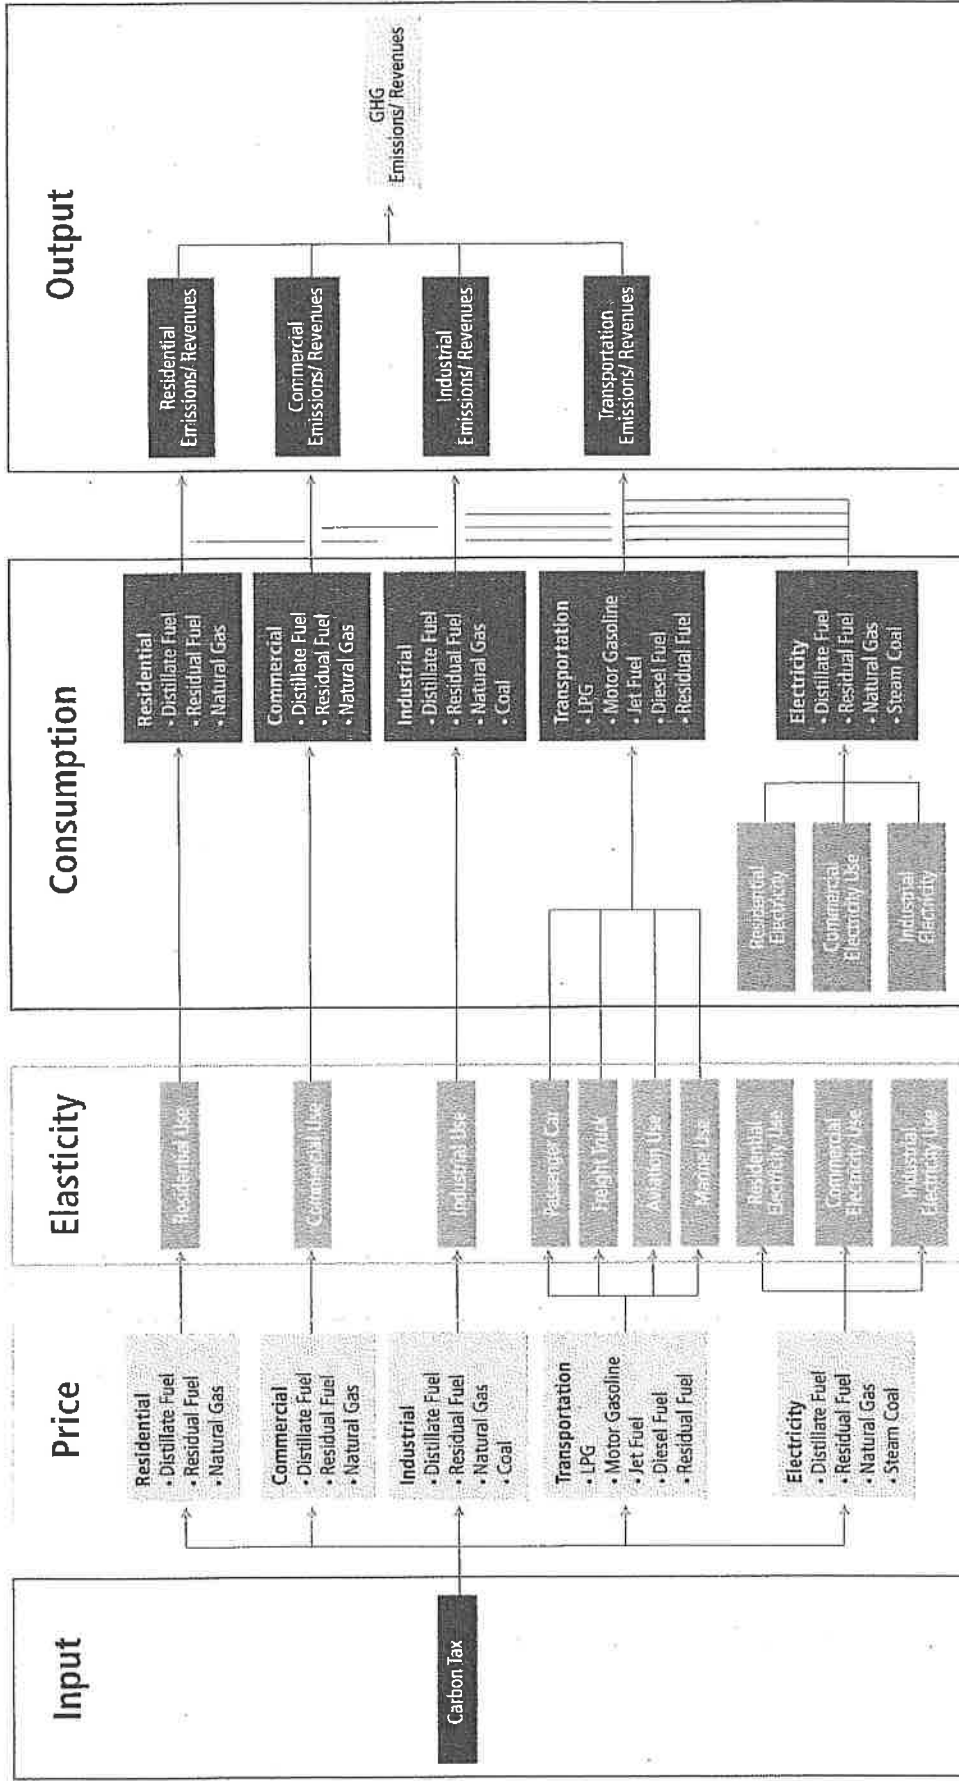 Input
Carbon Tax
Price
Residential
• Distillate Fuel
• Residual Fuel
• Natural Gas
Commercial
• Distillate Fuel
• Residual Fuel
• Natural Gas
Industrial
• Distillate Fuel
• Residual Fuel
• Natural Gas
• Coal
Transportation
• LPG
• Motor Gasoline
• Jet Fuel
• Diesel Fuel
• Residual Fuel
Electricity
• Distillate Fuel
• Residual Fuel
• Natural Gas
• Steam Coal
Elasticity
Residential Use
Commercial Use
Industrial Use
Passenger Car
Freight Truck
Aviation Use
Marine Use
Residential
Electricity Use
Commercial
Electricity Use
Industrial
Electricity Use
Consumption
Residential
• Distillate Fuel
• Residual Fuel
• Natural Gas
Commercial
• Distillate Fuel
• Residual Fuel
• Natural Gas
Industrial
• Distillate Fuel
• Residual Fuel
• Natural Gas
• Coal
Transportation
• LPG
• Motor Gasoline
• Jet Fuel
• Diesel Fuel
• Residual Fuel
Residential
Electricity
Commercial
Electricity Use
Industrial
Electricity
Electricity
• Distillate Fuel
• Residual Fuel
• Natural Gas
• Steam Coal
Output
Residential
Emissions/ Revenues
Commercial
Emissions/ Revenues
Industrial
Emissions/ Revenues
Transportation
Emissions/ Revenues
GHG
Emissions/ Revenues